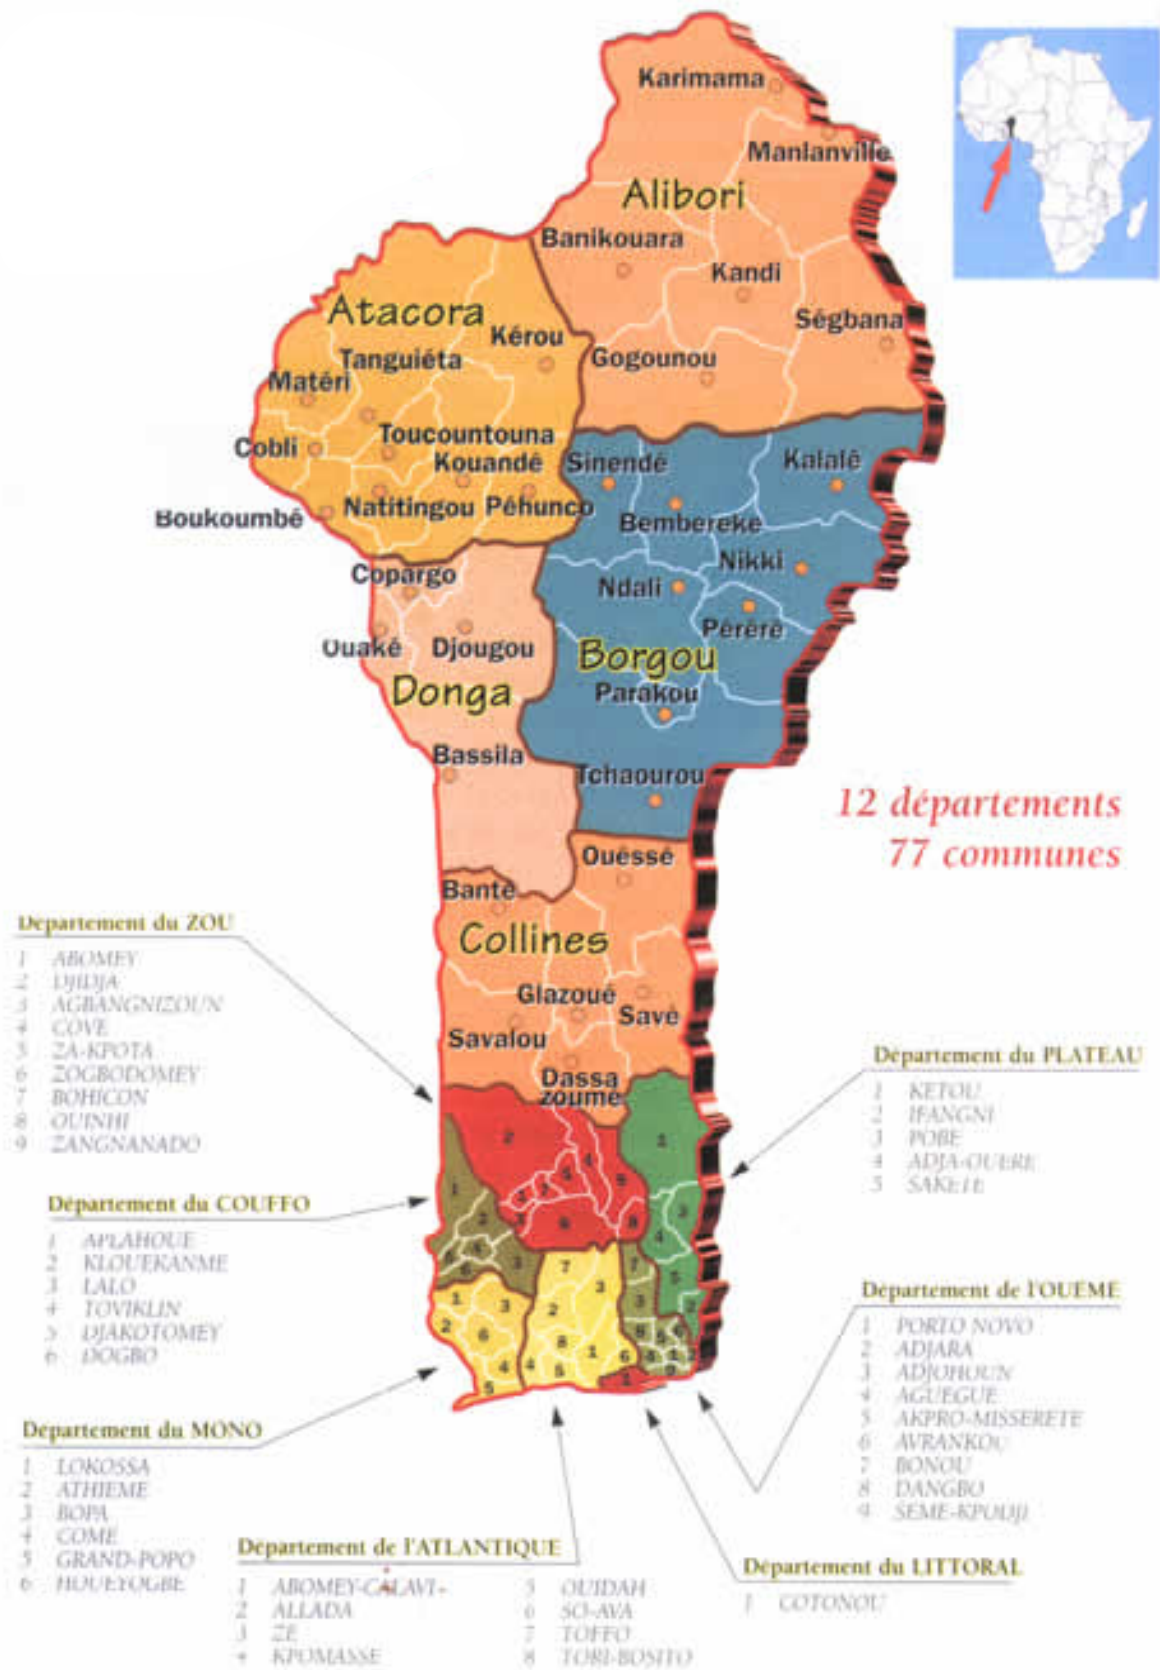 Karimama
Manlanville
Alibori
Banikouara
Kandi
Atacora
Ségbana
Kérou
Gogounou
Tanguiéta
Matéri
Toucountouna
Cobli
Kouandé
Sinendé
Kalalé
Natitingou
Péhunco
Boukoumbé
Bembereke
Nikki
Copargo
Ndali
Péréré
Ouaké
Djougou
Borgou
Donga
Parakou
Bassila
Tchaourou
12 départements
77 communes
Ouéssé
Banté
Collines
Glazoué
Savé
Savalou
Dassa
zoumé
Département du ZOU
1 ABOMEY
2 DJIDJA
3 AGBANGNIZOUN
4 COVE
5 ZA-KPOTA
6 ZOGBODOMEY
7 BOHICON
8 OUINHI
9 ZANGNANADO
Département du COUFFO
1 APLAHOUE
2 KLOUEKANME
3 LALO
4 TOVIKLIN
5 DJAKOTOMEY
6 DOGBO
Département du MONO
1 LOKOSSA
2 ATHIEME
3 BOPA
4 COME
5 GRAND-POPO
6 HOUEYOGBE
Département de l'ATLANTIQUE
1 ABOMEY-CALAVI-
2 ALLADA
3 ZE
4 KPOMASSE
5 OUIDAH
6 SO-AVA
7 TOFFO
8 TORI-BOSITO
Département du PLATEAU
1 KETOU
2 IFANGNI
3 POBE
4 ADJA-OUERE
5 SAKETE
Département de l'OUEME
1 PORTO NOVO
2 ADJARA
3 ADJOHOUN
4 AGUEGUE
5 AKPRO-MISSERETE
6 AVRANKOU
7 BONOU
8 DANGBO
9 SEME-KPODJI
Département du LITTORAL
1 COTONOU